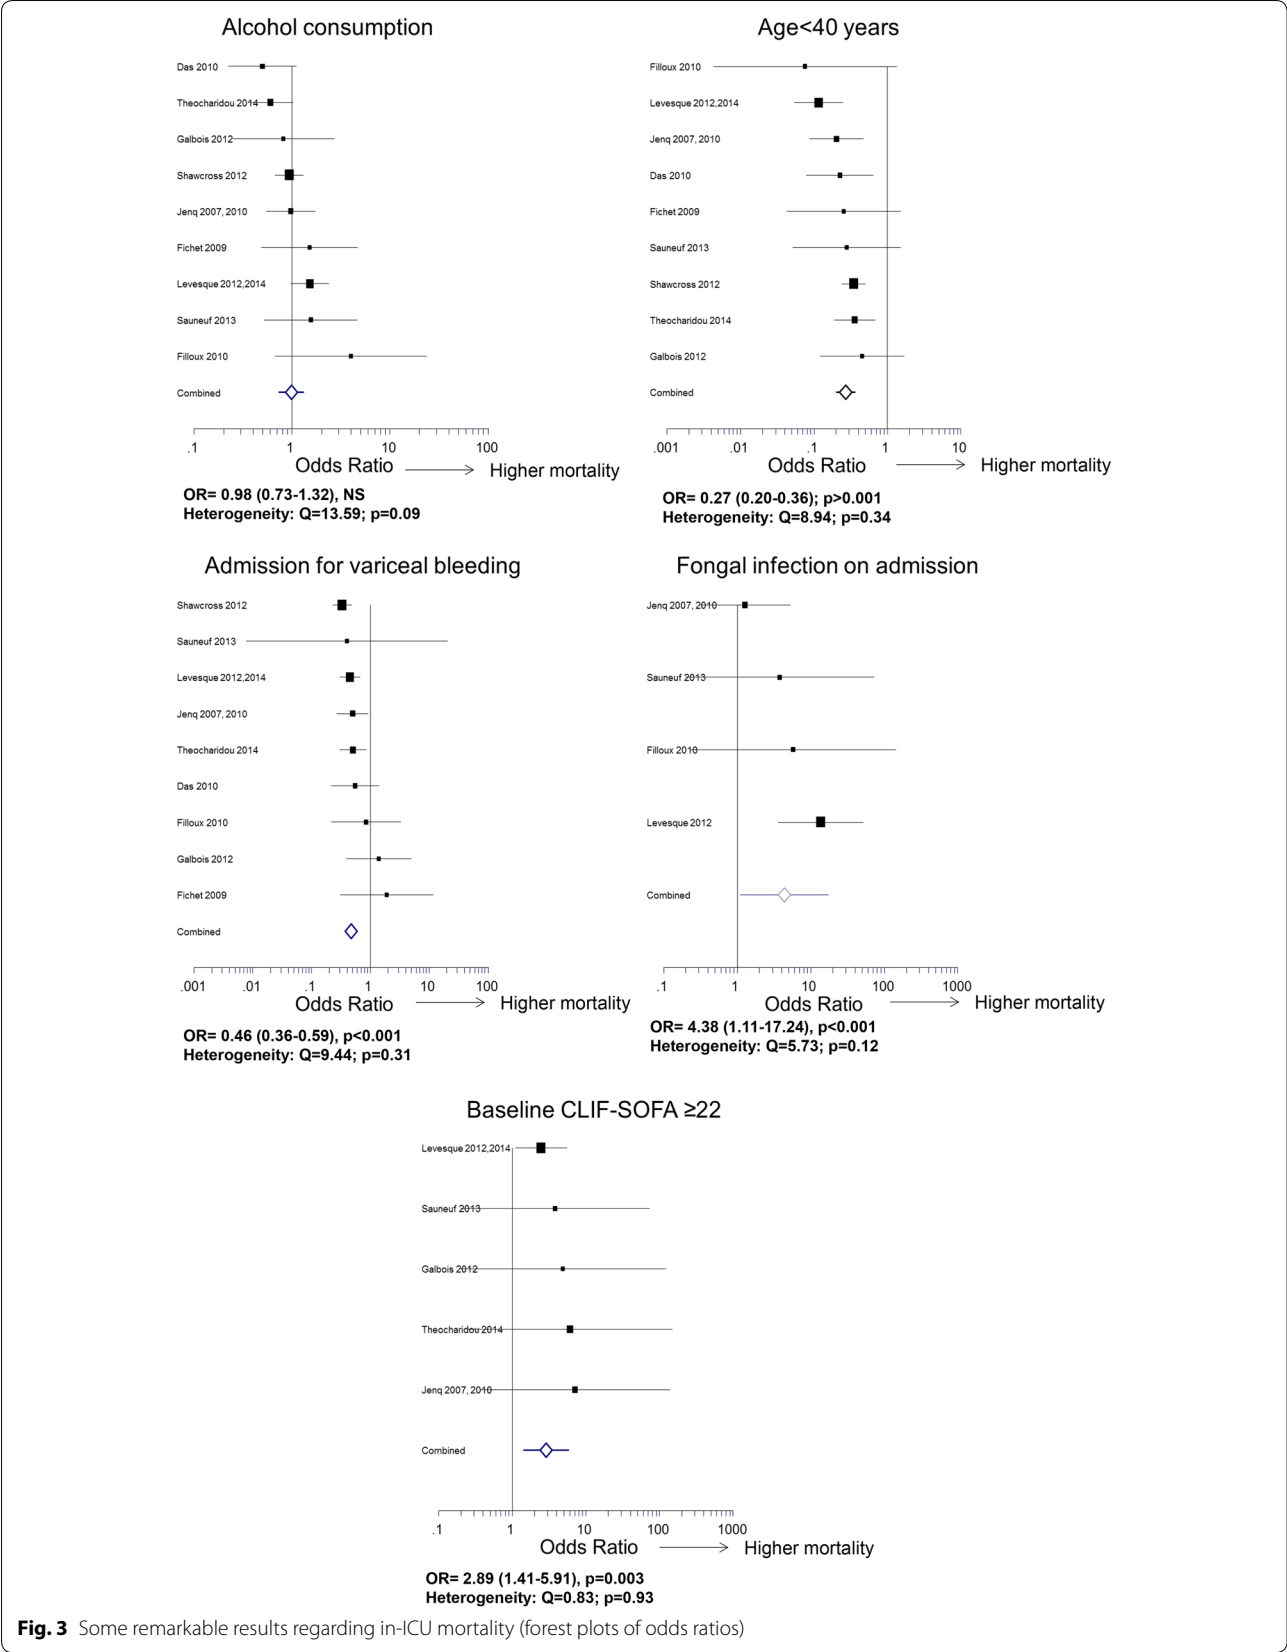 Alcohol consumption
Das 2010
Theocharidou 2014
Galbois 2012
Shawcross 2012
Jenq 2007, 2010
Fichet 2009
Levesque 2012,2014
Sauneuf 2013
Filloux 2010
Combined
.1 1 10 100
Odds Ratio Higher mortality
OR= 0.98 (0.73-1.32), NS
Heterogeneity: Q=13.59; p=0.09
Age<40 years
Filloux 2010
Levesque 2012,2014
Jenq 2007, 2010
Das 2010
Fichet 2009
Sauneuf 2013
Shawcross 2012
Theocharidou 2014
Galbois 2012
Combined
.001 .01 .1 1 10
Odds Ratio Higher mortality
OR= 0.27 (0.20-0.36); p>0.001
Heterogeneity: Q=8.94; p=0.34
Admission for variceal bleeding
Shawcross 2012
Sauneuf 2013
Levesque 2012,2014
Jenq 2007, 2010
Theocharidou 2014
Das 2010
Filloux 2010
Galbois 2012
Fichet 2009
Combined
.001 .01 .1 1 10 100
Odds Ratio Higher mortality
OR= 0.46 (0.36-0.59), p<0.001
Heterogeneity: Q=9.44; p=0.31
Fongal infection on admission
Jenq 2007, 2010
Sauneuf 2013
Filloux 2010
Levesque 2012
Combined
.1 1 10 100 1000
Odds Ratio Higher mortality
OR= 4.38 (1.11-17.24), p<0.001
Heterogeneity: Q=5.73; p=0.12
Baseline CLIF-SOFA ≥22
Levesque 2012,2014
Sauneuf 2013
Galbois 2012
Theocharidou 2014
Jenq 2007, 2010
Combined
.1 1 10 100 1000
Odds Ratio Higher mortality
OR= 2.89 (1.41-5.91), p=0.003
Heterogeneity: Q=0.83; p=0.93
Fig. 3 Some remarkable results regarding in-ICU mortality (forest plots of odds ratios)